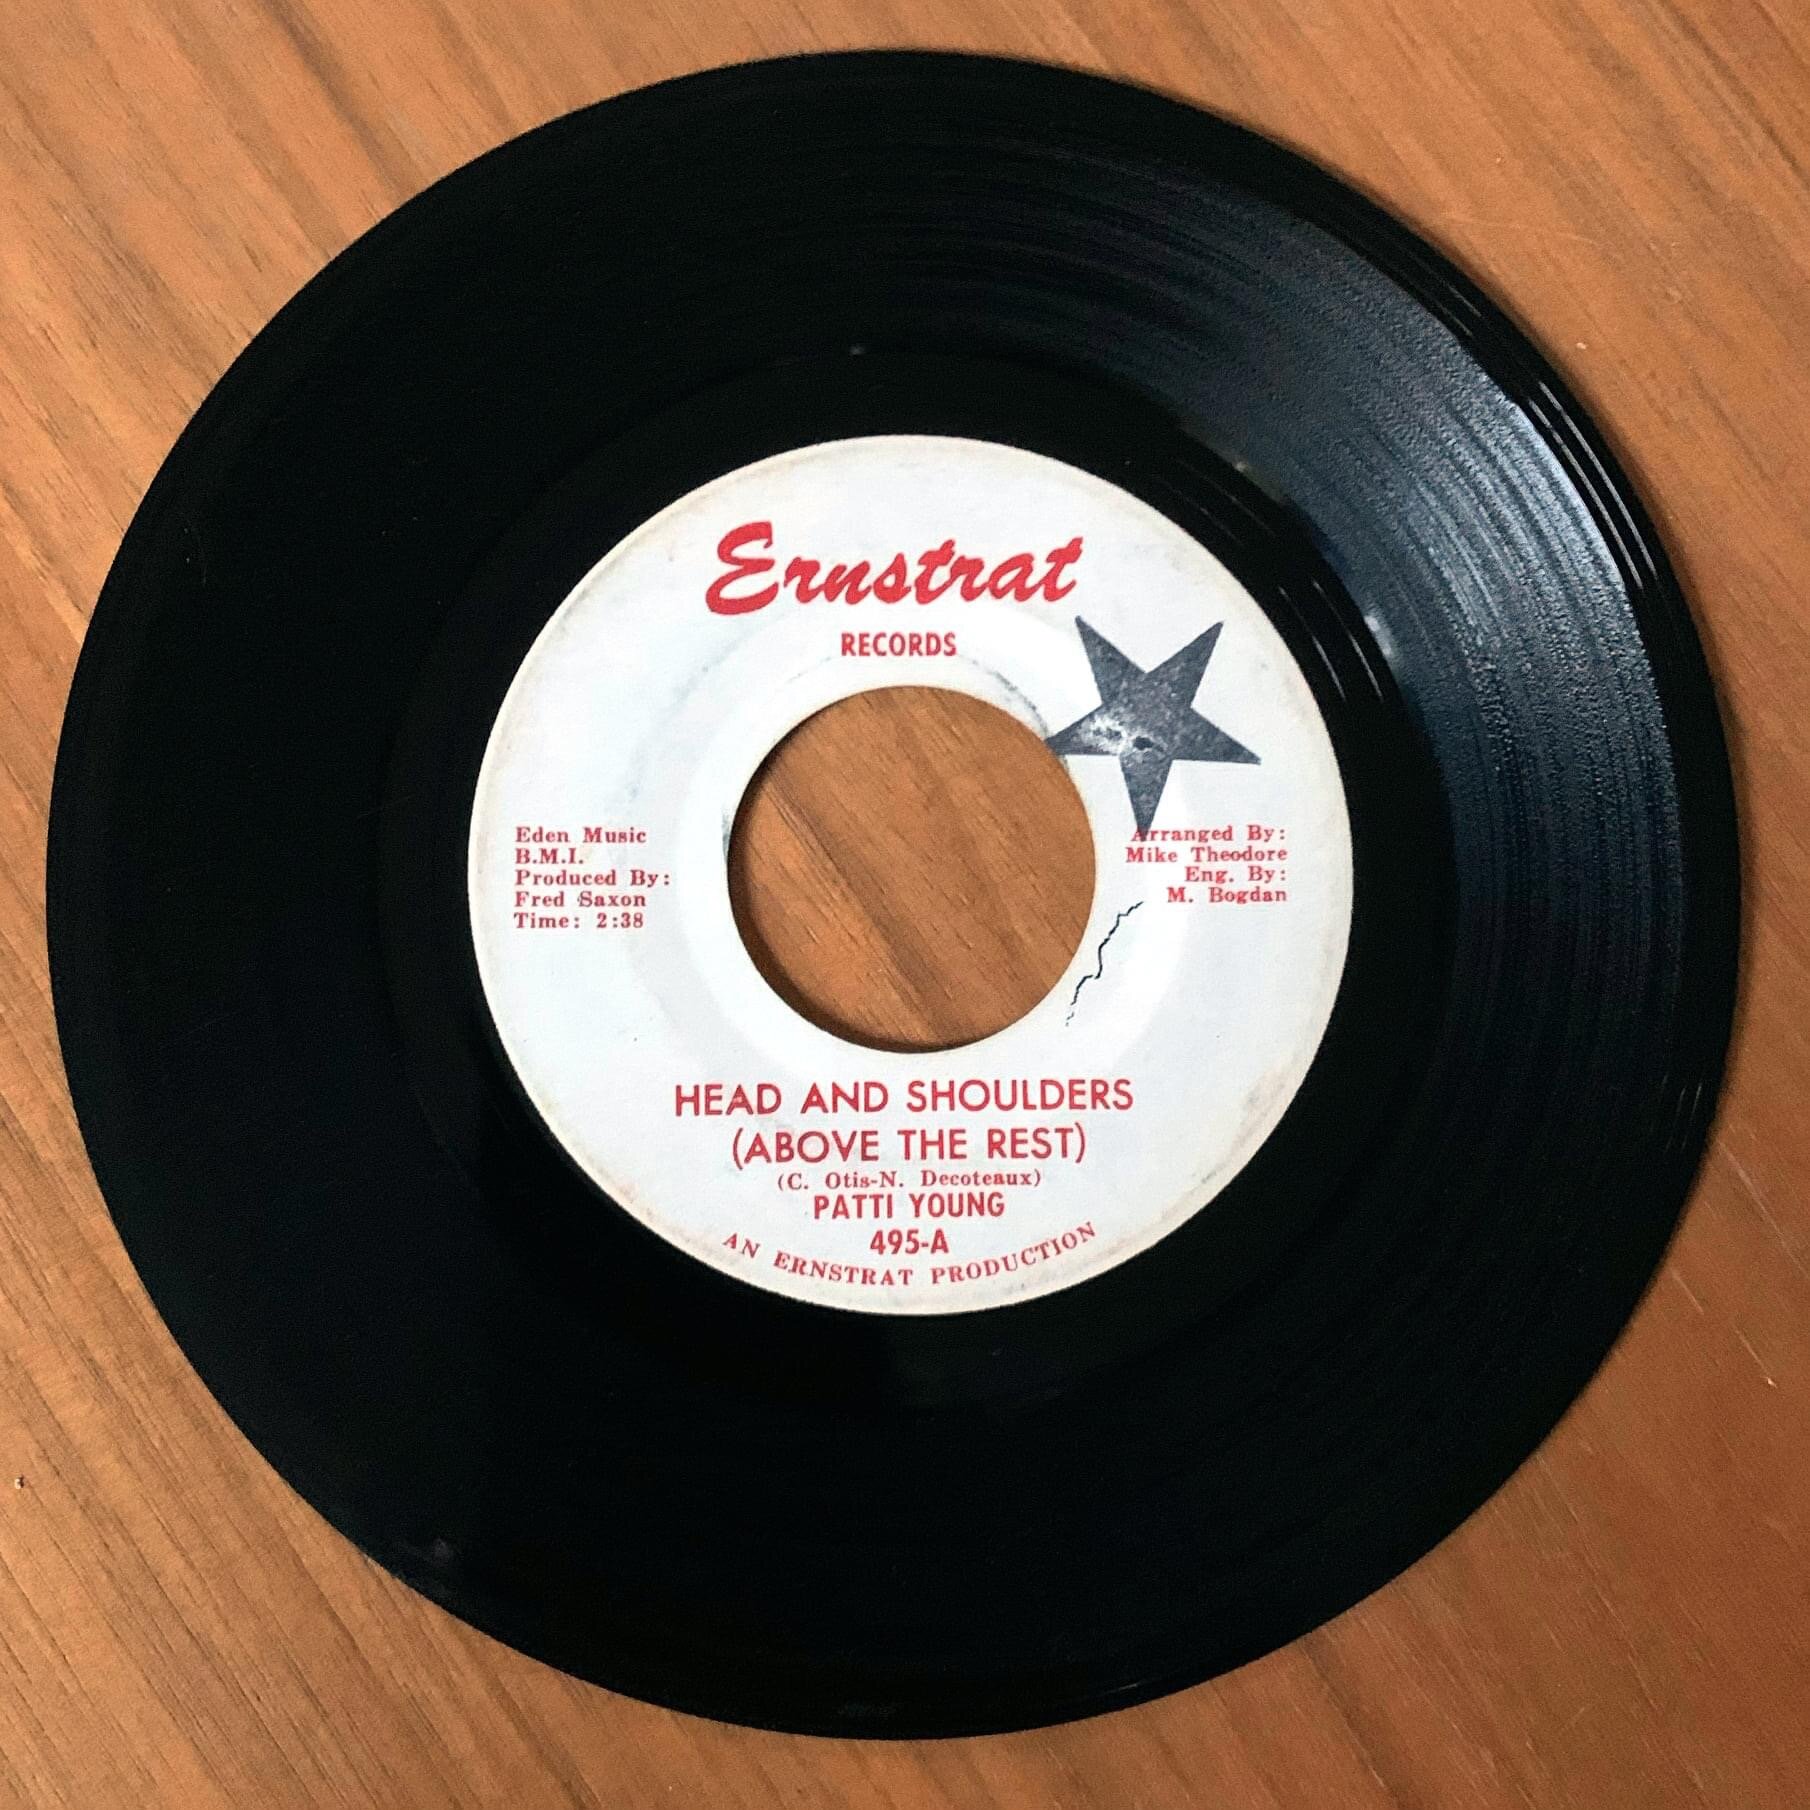 Ernstrat
RECORDS
Eden Music
B.M.I.
Produced By:
Fred Saxon
Time: 2:38
Arranged By:
Mike Theodore
Eng. By:
M. Bogdan
HEAD AND SHOULDERS
(ABOVE THE REST)
(C. Otis-N. Decoteaux)
PATTI YOUNG
495-A
AN ERNSTRAT PRODUCTION